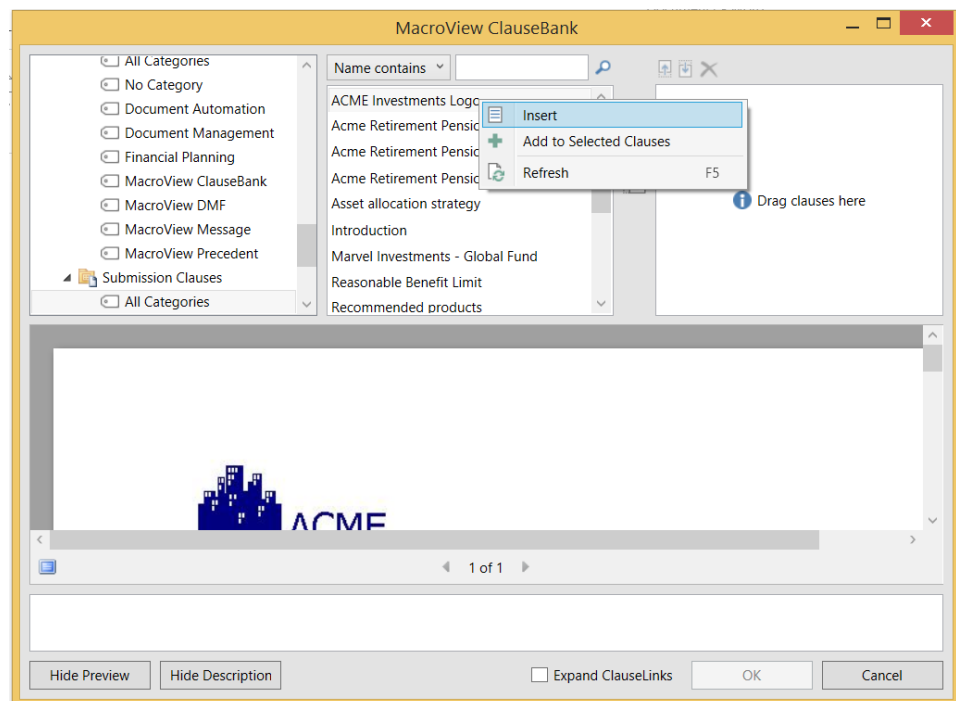 MacroView ClauseBank
All Categories
No Category
Document Automation
Document Management
Financial Planning
MacroView ClauseBank
MacroView DMF
MacroView Message
MacroView Precedent
Submission Clauses
All Categories
Name contains
ACME Investments Logo
Acme Retirement Pensio
Acme Retirement Pensio
Acme Retirement Pensio
Asset allocation strategy
Introduction
Marvel Investments - Global Fund
Reasonable Benefit Limit
Recommended products
Insert
Add to Selected Clauses
Refresh F5
Drag clauses here
ACME
1 of 1
Hide Preview
Hide Description
Expand ClauseLinks
OK
Cancel